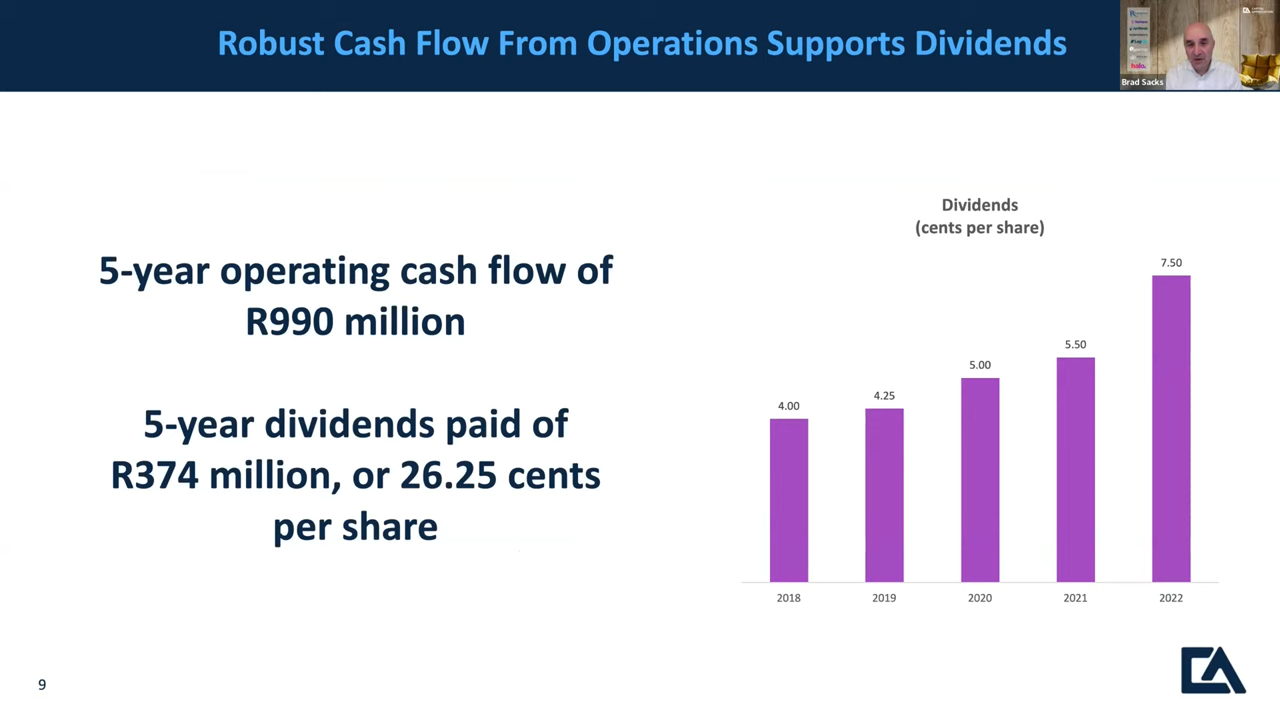 Robust Cash Flow From Operations Supports Dividends
Brad Sacks
halo.
5-year operating cash flow of
R990 million
5-year dividends paid of
R374 million, or 26.25 cents
per share
Dividends
(cents per share)
4.00
4.25
5.00
5.50
7.50
2018
2019
2020
2021
2022
9
CA